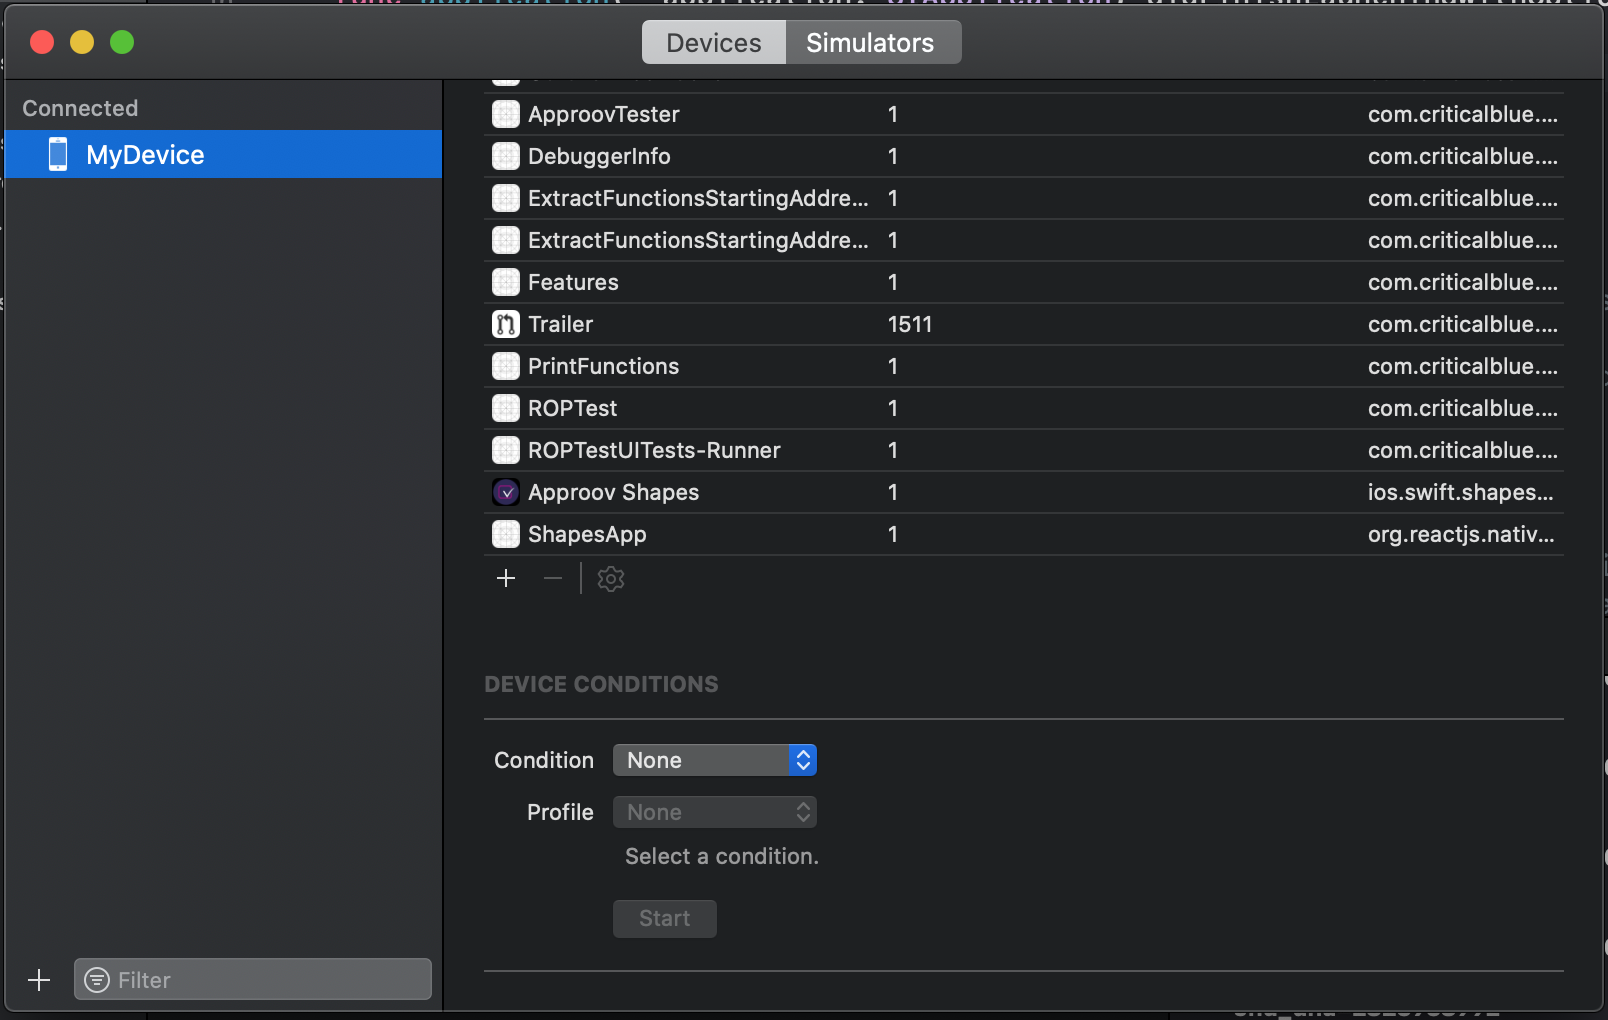 Devices Simulators
Connected
MyDevice
ApproovTester 1 com.criticalblue....
DebuggerInfo 1 com.criticalblue....
ExtractFunctionsStartingAddre... 1 com.criticalblue....
ExtractFunctionsStartingAddre... 1 com.criticalblue....
Features 1 com.criticalblue....
Trailer 1511 com.criticalblue....
PrintFunctions 1 com.criticalblue....
ROPTest 1 com.criticalblue....
ROPTestUITests-Runner 1 com.criticalblue....
Approov Shapes 1 ios.swift.shapes...
ShapesApp 1 org.reactjs.nativ...
DEVICE CONDITIONS
Condition None
Profile None
Select a condition.
Start
Filter